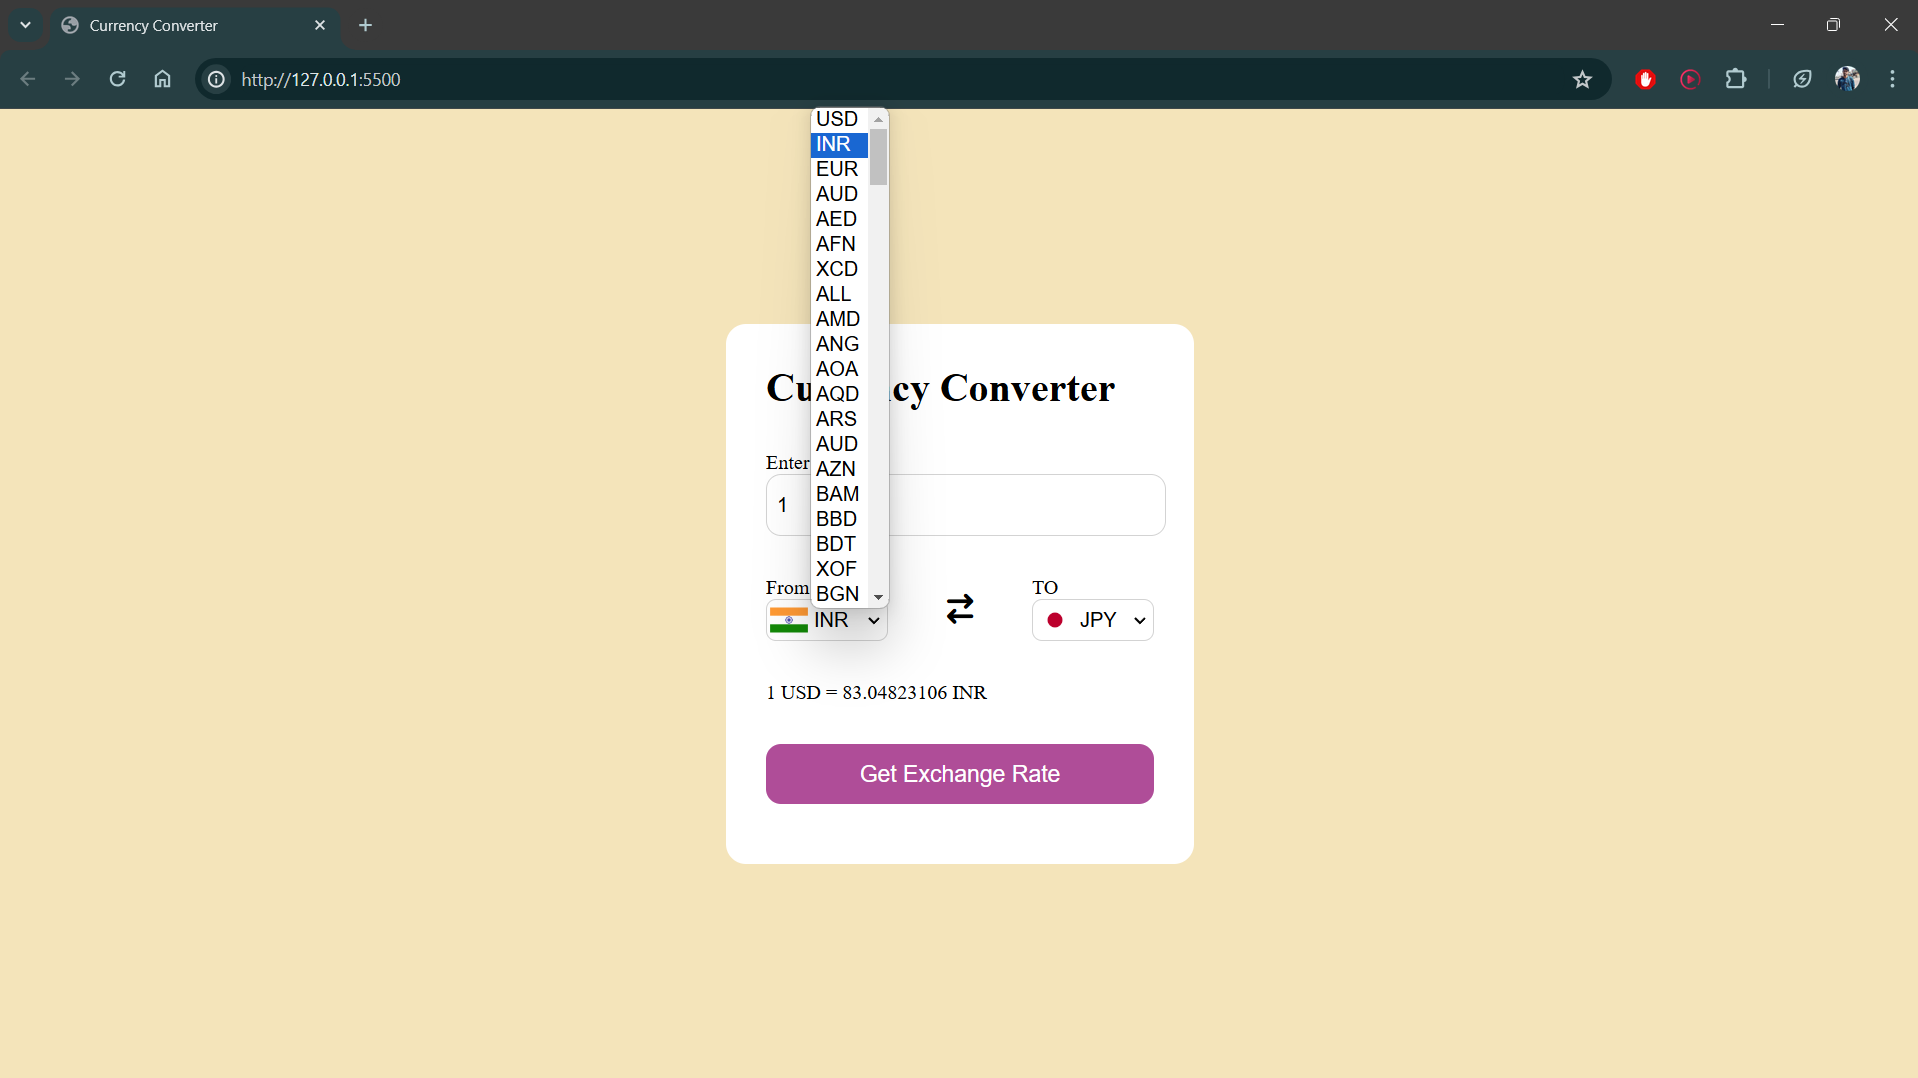 Currency Converter
http://127.0.0.1:5500
USD
INR
EUR
AUD
AED
AFN
XCD
ALL
AMD
ANG
AOA
AQD
ARS
AUD
AZN
BAM
BBD
BDT
XOF
BGN
Cu cy Converter
Enter
1
From
TO
INR
JPY
1 USD = 83.04823106 INR
Get Exchange Rate